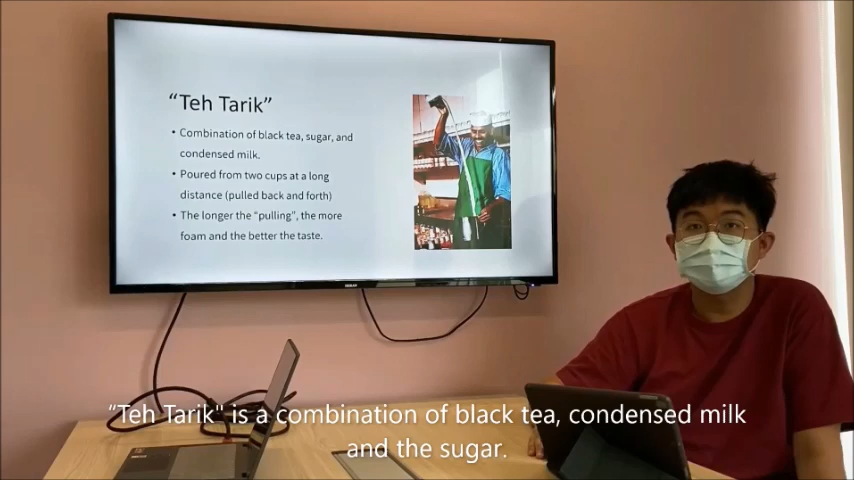 “Teh Tarik”
• Combination of black tea, sugar, and
condensed milk.
• Poured from two cups at a long
distance (pulled back and forth)
• The longer the “pulling”, the more
foam and the better the taste.
“Teh Tarik" is a combination of black tea, condensed milk
and the sugar.